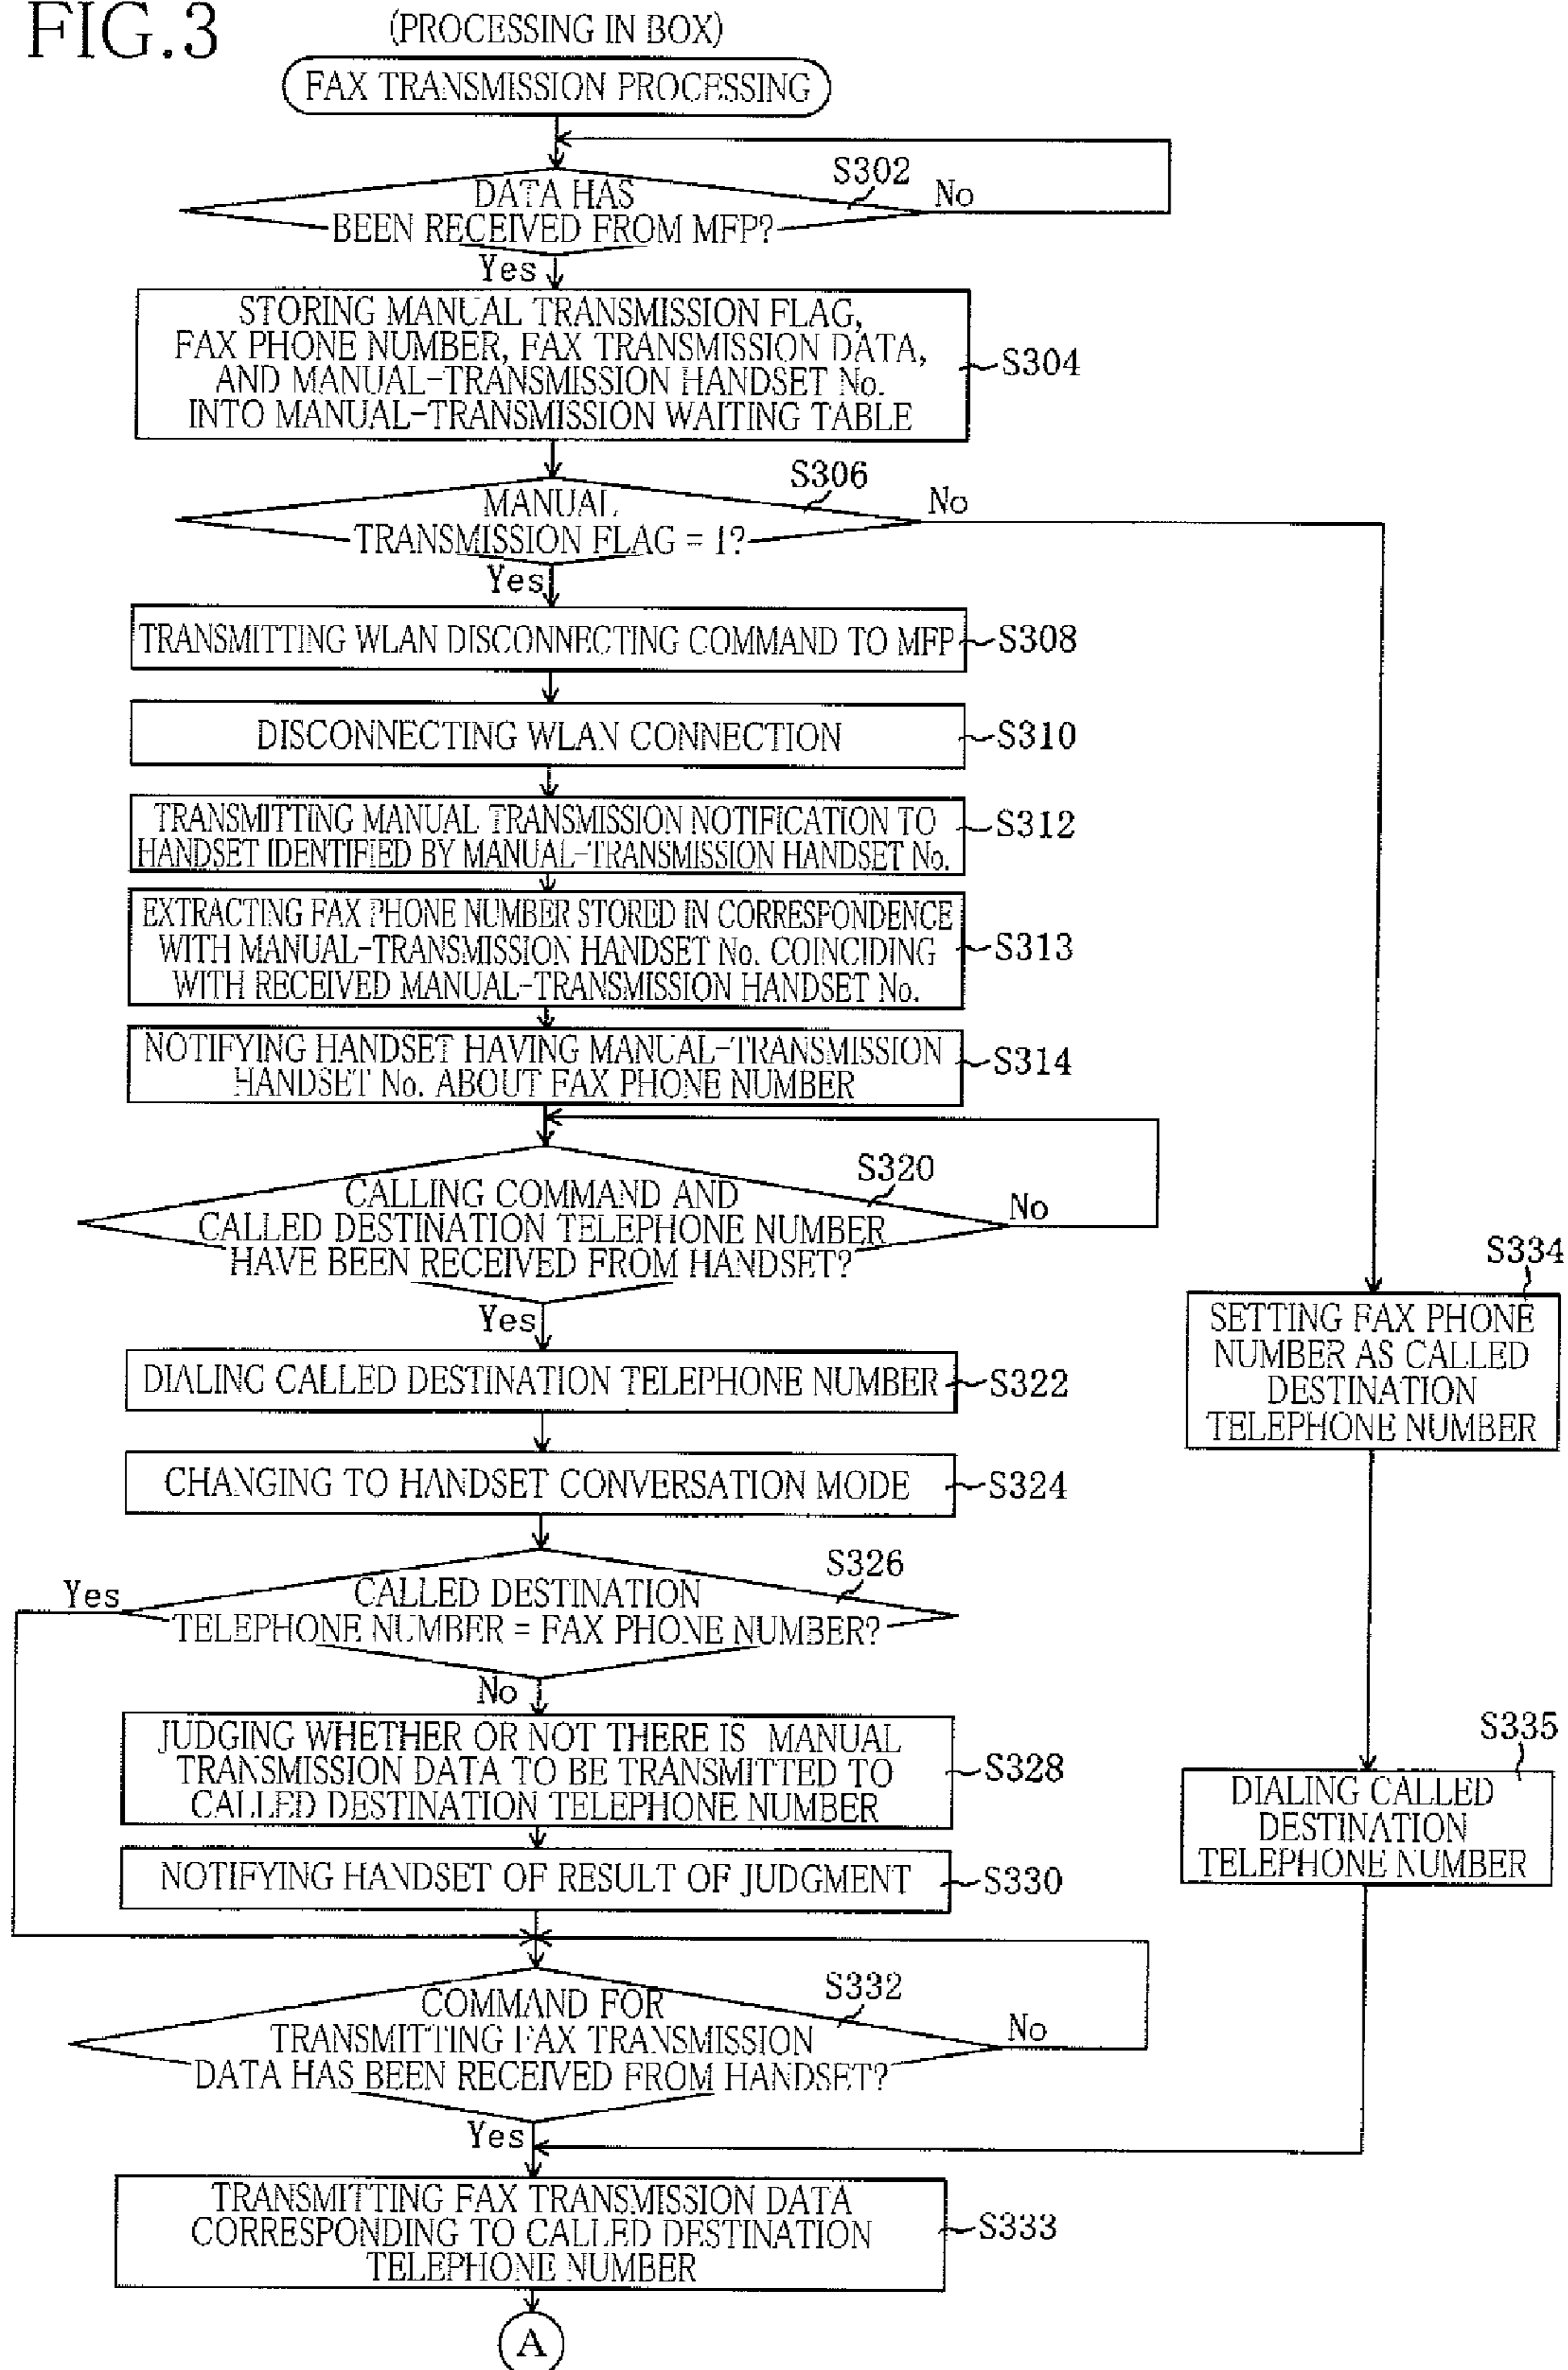 FIG.3
(PROCESSING IN BOX)
FAX TRANSMISSION PROCESSING
S302
DATA HAS
BEEN RECEIVED FROM MFP?
No
Yes
STORING MANUAL TRANSMISSION FLAG,
FAX PHONE NUMBER, FAX TRANSMISSION DATA,
AND MANUAL-TRANSMISSION HANDSET No.
INTO MANUAL-TRANSMISSION WAITING TABLE
S304
S306
MANUAL
TRANSMISSION FLAG = 1?
No
Yes
TRANSMITTING WLAN DISCONNECTING COMMAND TO MFP
S308
DISCONNECTING WLAN CONNECTION
S310
TRANSMITTING MANUAL TRANSMISSION NOTIFICATION TO
HANDSET IDENTIFIED BY MANUAL-TRANSMISSION HANDSET No.
S312
EXTRACTING FAX PHONE NUMBER STORED IN CORRESPONDENCE
WITH MANUAL-TRANSMISSION HANDSET No. COINCIDING
WITH RECEIVED MANUAL-TRANSMISSION HANDSET No.
S313
NOTIFYING HANDSET HAVING MANUAL-TRANSMISSION
HANDSET No. ABOUT FAX PHONE NUMBER
S314
S320
CALLING COMMAND AND
CALLED DESTINATION TELEPHONE NUMBER
HAVE BEEN RECEIVED FROM HANDSET?
No
Yes
DIALING CALLED DESTINATION TELEPHONE NUMBER
S322
CHANGING TO HANDSET CONVERSATION MODE
S324
S326
CALLED DESTINATION
TELEPHONE NUMBER = FAX PHONE NUMBER?
Yes
No
JUDGING WHETHER OR NOT THERE IS MANUAL
TRANSMISSION DATA TO BE TRANSMITTED TO
CALLED DESTINATION TELEPHONE NUMBER
S328
NOTIFYING HANDSET OF RESULT OF JUDGMENT
S330
S332
COMMAND FOR
TRANSMITTING FAX TRANSMISSION
DATA HAS BEEN RECEIVED FROM HANDSET?
No
Yes
S334
SETTING FAX PHONE
NUMBER AS CALLED
DESTINATION
TELEPHONE NUMBER
S335
DIALING CALLED
DESTINATION
TELEPHONE NUMBER
TRANSMITTING FAX TRANSMISSION DATA
CORRESPONDING TO CALLED DESTINATION
TELEPHONE NUMBER
S333
A